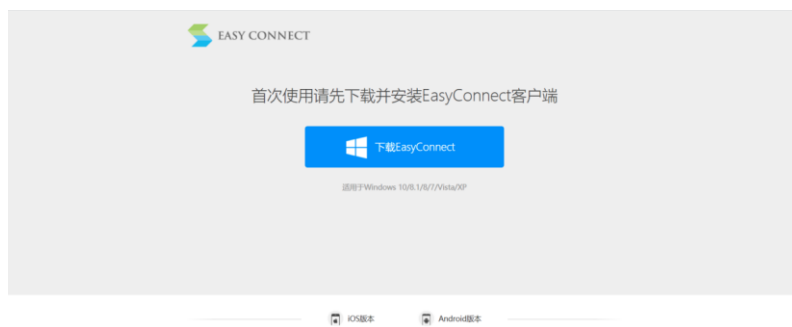 EASY CONNECT
首次使用请先下载并安装EasyConnect客户端
下载EasyConnect
适用于Windows 10/8.1/8/7/Vista/XP
iOS版本 Android版本